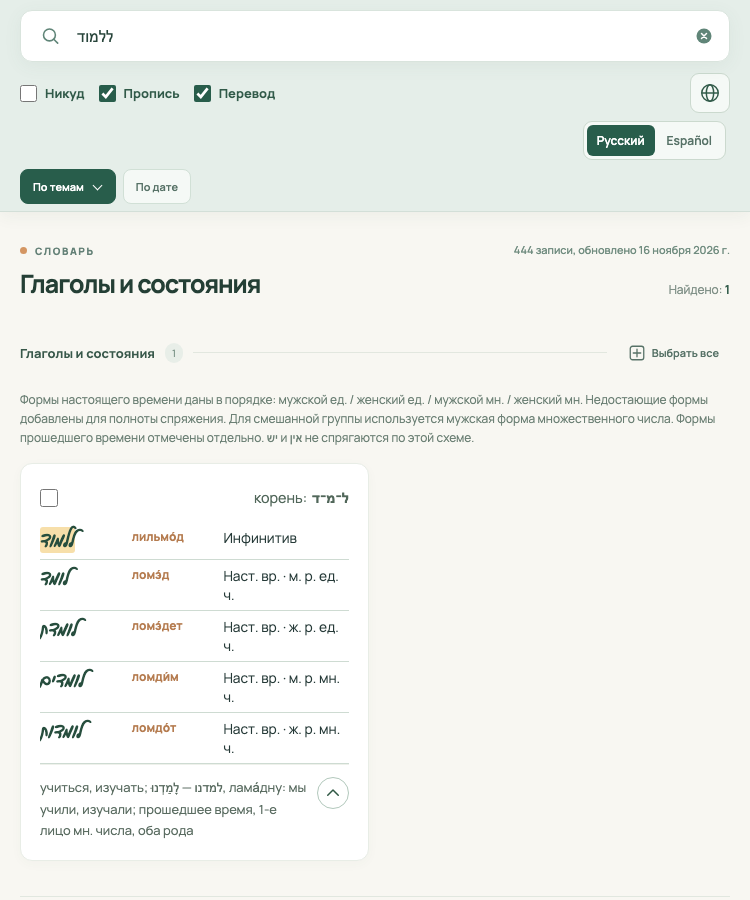 ללמוד
Никуд Пропись Перевод
Русский Español
По темам По дате
СЛОВАРЬ
444 записи, обновлено 16 ноября 2026 г.
Глаголы и состояния
Найдено: 1
Глаголы и состояния 1
Выбрать все
Формы настоящего времени даны в порядке: мужской ед. / женский ед. / мужской мн. / женский мн. Недостающие формы
добавлены для полноты спряжения. Для смешанной группы используется мужская форма множественного числа. Формы
прошедшего времени отмечены отдельно. יש и אין не спрягаются по этой схеме.
корень: ל־מ־ד
ללמוד лильмо́д Инфинитив
לומד ломэ́д Наст. вр. · м. р. ед.
ч.
לומדת ломэ́дет Наст. вр. · ж. р. ед.
ч.
לומדים ломди́м Наст. вр. · м. р. мн.
ч.
לומדות ломдо́т Наст. вр. · ж. р. мн.
ч.
учиться, изучать; למדנו — לָמַדְנוּ, лама́дну: мы
учили, изучали; прошедшее время, 1-е
лицо мн. числа, оба рода